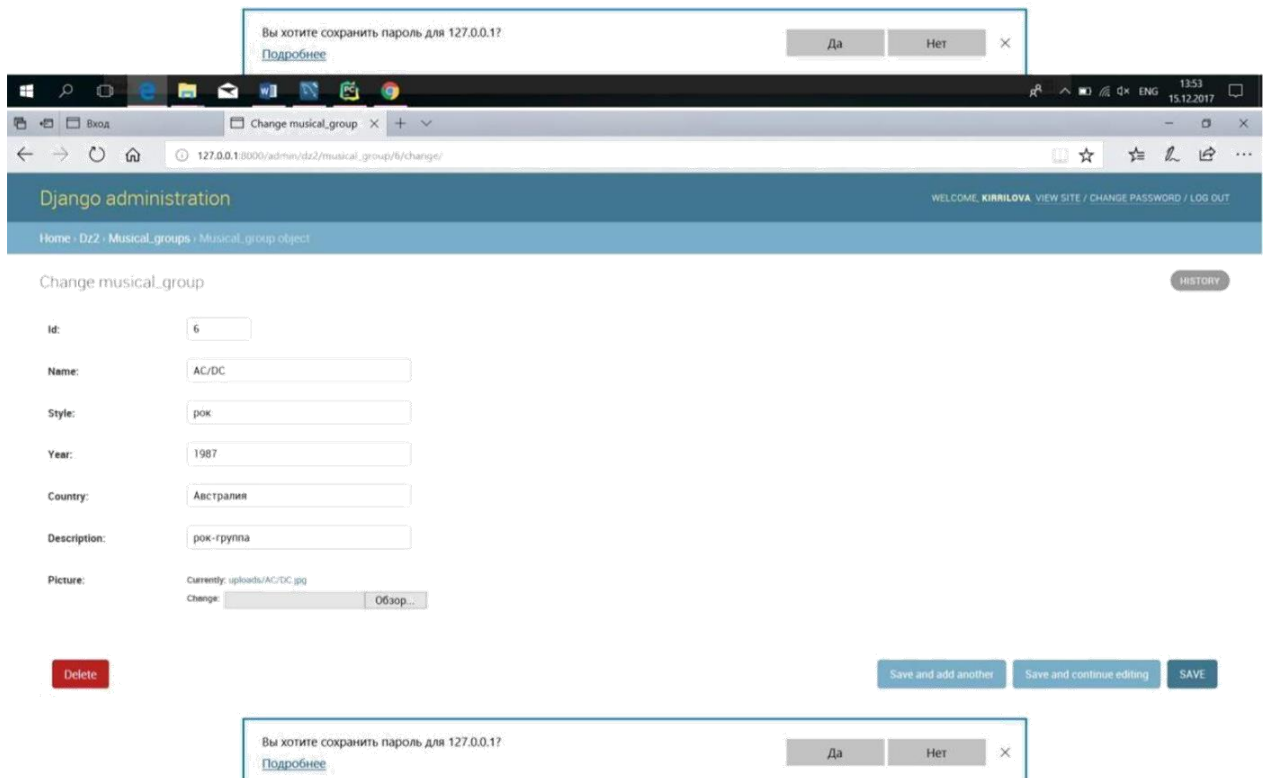 Вы хотите сохранить пароль для 127.0.0.1?
Подробнее
Да
Нет
ENG
13:53
15.12.2017
Вход
Change musical_group
127.0.0.1:8000/admin/dz2/musical_group/6/change/
Django administration
WELCOME, KIRRILOVA. VIEW SITE / CHANGE PASSWORD / LOG OUT
Home › Dz2 › Musical_groups › Musical_group object
Change musical_group
HISTORY
Id:
6
Name:
AC/DC
Style:
рок
Year:
1987
Country:
Австралия
Description:
рок-группа
Picture:
Currently: uploads/AC/DC.jpg
Change:
Обзор...
Delete
Save and add another
Save and continue editing
SAVE
Вы хотите сохранить пароль для 127.0.0.1?
Подробнее
Да
Нет